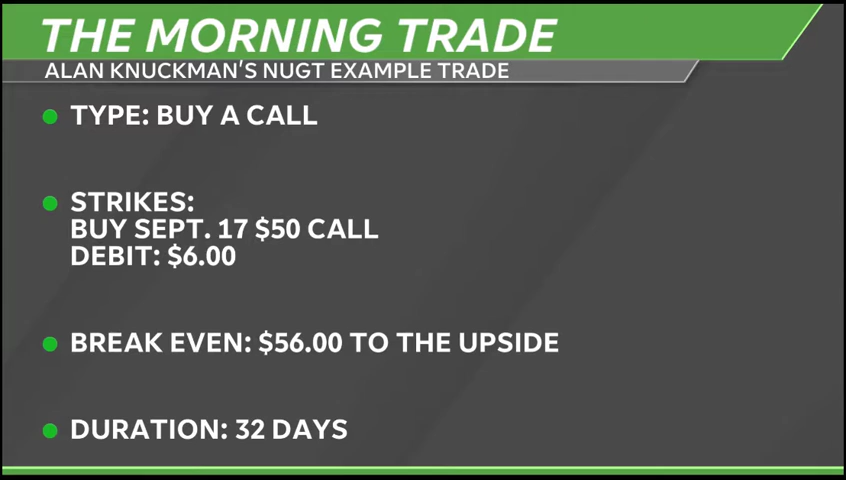 THE MORNING TRADE
ALAN KNUCKMAN'S NUGT EXAMPLE TRADE
TYPE: BUY A CALL
STRIKES:
BUY SEPT. 17 $50 CALL
DEBIT: $6.00
BREAK EVEN: $56.00 TO THE UPSIDE
DURATION: 32 DAYS